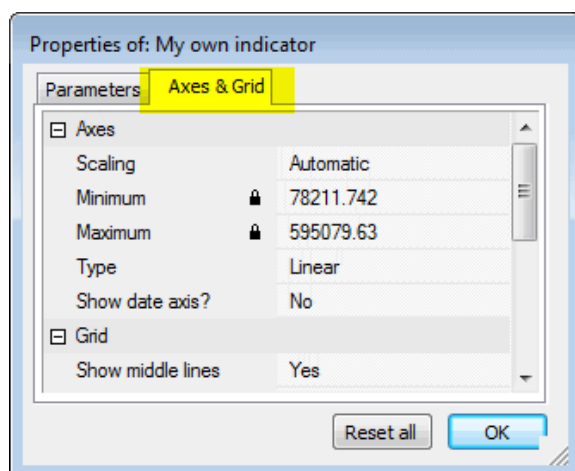 Properties of: My own indicator
Parameters Axes & Grid
Axes
Scaling Automatic
Minimum 78211.742
Maximum 595079.63
Type Linear
Show date axis? No
Grid
Show middle lines Yes
Reset all OK